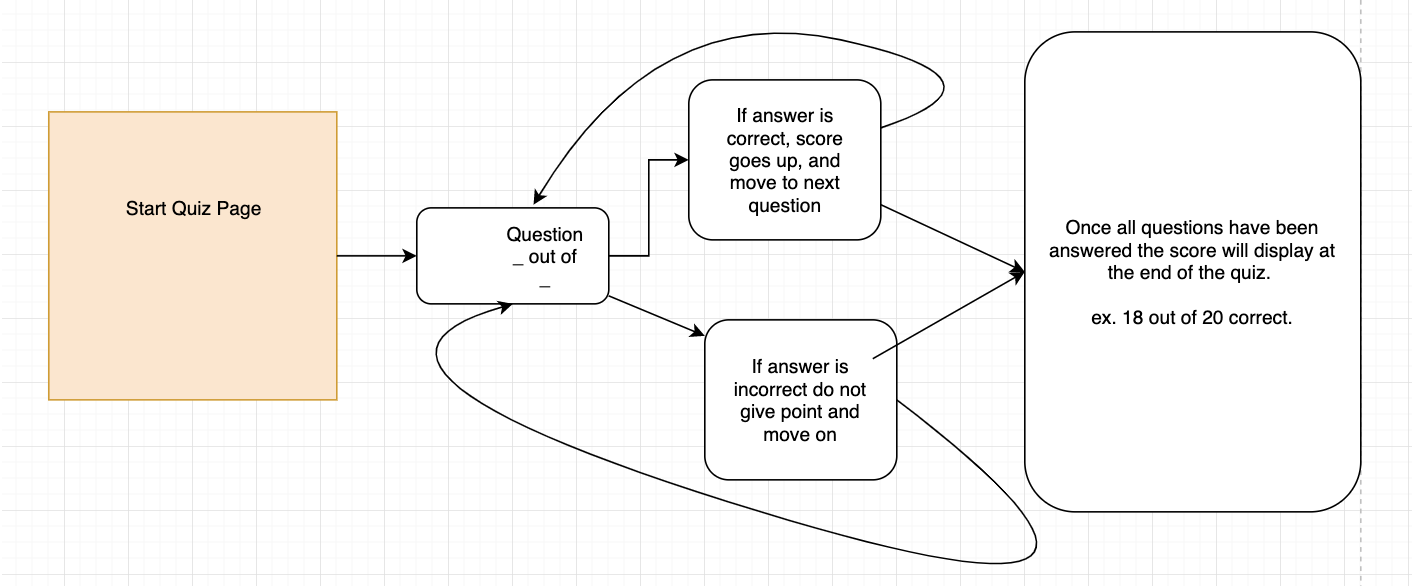 Start Quiz Page
Question
_ out of
_
If answer is
correct, score
goes up, and
move to next
question
If answer is
incorrect do not
give point and
move on
Once all questions have been
answered the score will display at
the end of the quiz.
ex. 18 out of 20 correct.